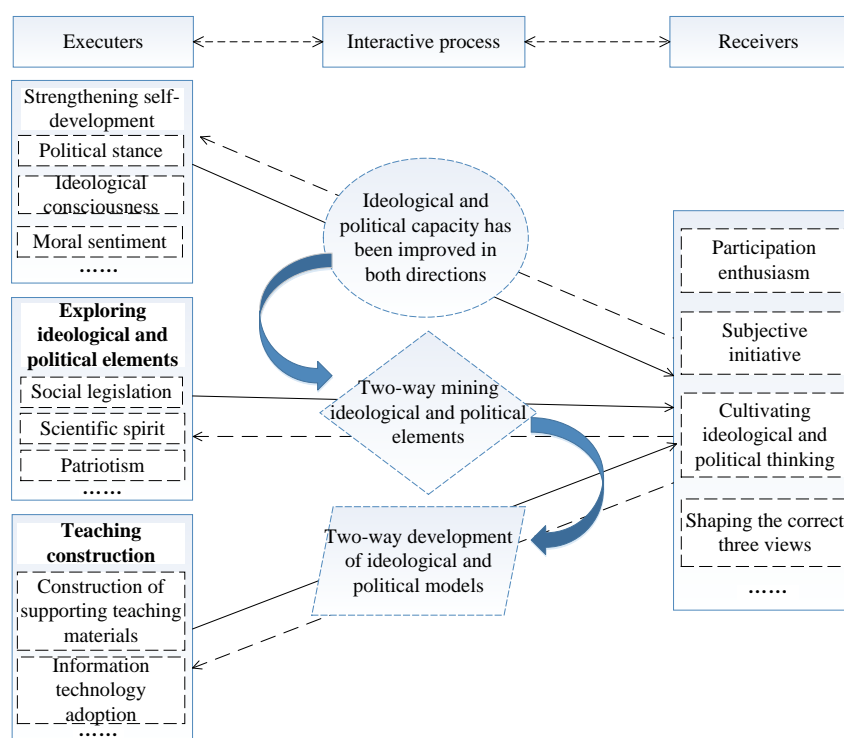 Executers
Interactive process
Receivers
Strengthening self-
development
Political stance
Ideological
consciousness
Moral sentiment
……
Exploring
ideological and
political elements
Social legislation
Scientific spirit
Patriotism
……
Teaching
construction
Construction of
supporting teaching
materials
Information
technology
adoption
……
Ideological and
political capacity has
been improved in
both directions
Two-way mining
ideological and political
elements
Two-way development
of ideological and
political models
Participation
enthusiasm
Subjective
initiative
Cultivating
ideological and
political thinking
Shaping the correct
three views
……